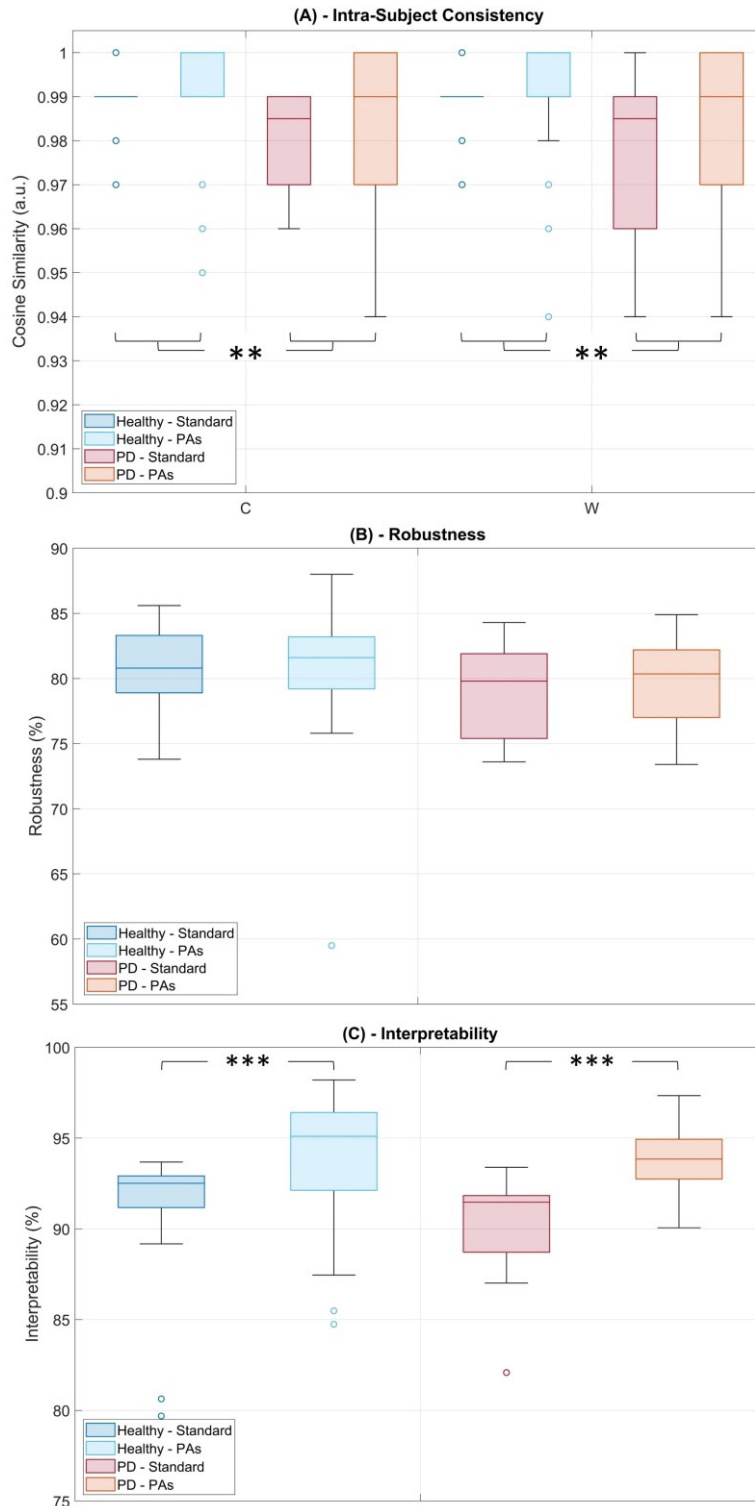 (A) - Intra-Subject Consistency
Cosine Similarity (a.u.)
1
0.99
0.98
0.97
0.96
0.95
0.94
0.93
0.92
0.91
0.9
** **
Healthy - Standard
Healthy - PAs
PD - Standard
PD - PAs
C W
(B) - Robustness
Robustness (%)
90
85
80
75
70
65
60
55
Healthy - Standard
Healthy - PAs
PD - Standard
PD - PAs
(C) - Interpretability
Interpretability (%)
100
95
90
85
80
75
*** ***
Healthy - Standard
Healthy - PAs
PD - Standard
PD - PAs